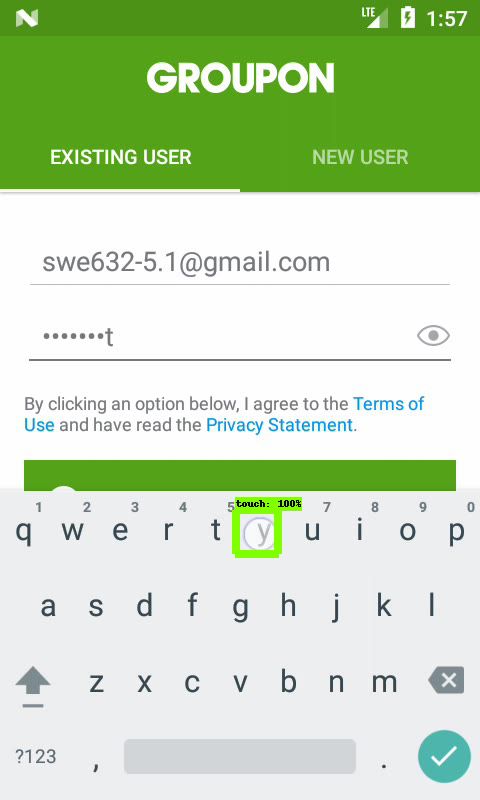 LTE 1:57
GROUPON
EXISTING USER NEW USER
swe632-5.1@gmail.com
•••••••t
By clicking an option below, I agree to the Terms of
Use and have read the Privacy Statement.
touch: 100%
1 2 3 4 5 7 8 9 0
q w e r t y u i o p
a s d f g h j k l
z x c v b n m
?123 , .